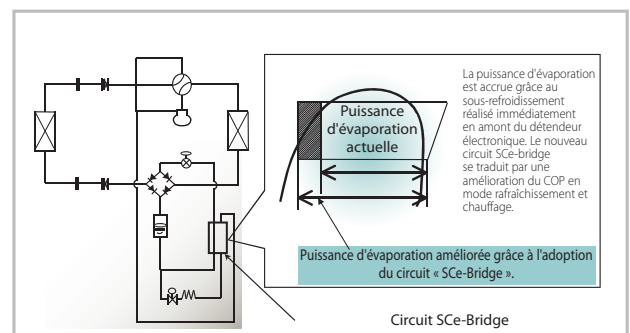 Puissance
d'évaporation
actuelle
La puissance d'évaporation
est accrue grâce au
sous-refroidissement
réalisé immédiatement
en amont du détendeur
électronique. Le nouveau
circuit SCe-bridge
se traduit par une
amélioration du COP en
mode rafraîchissement et
chauffage.
Puissance d'évaporation améliorée grâce à l'adoption
du circuit « SCe-Bridge ».
Circuit SCe-Bridge